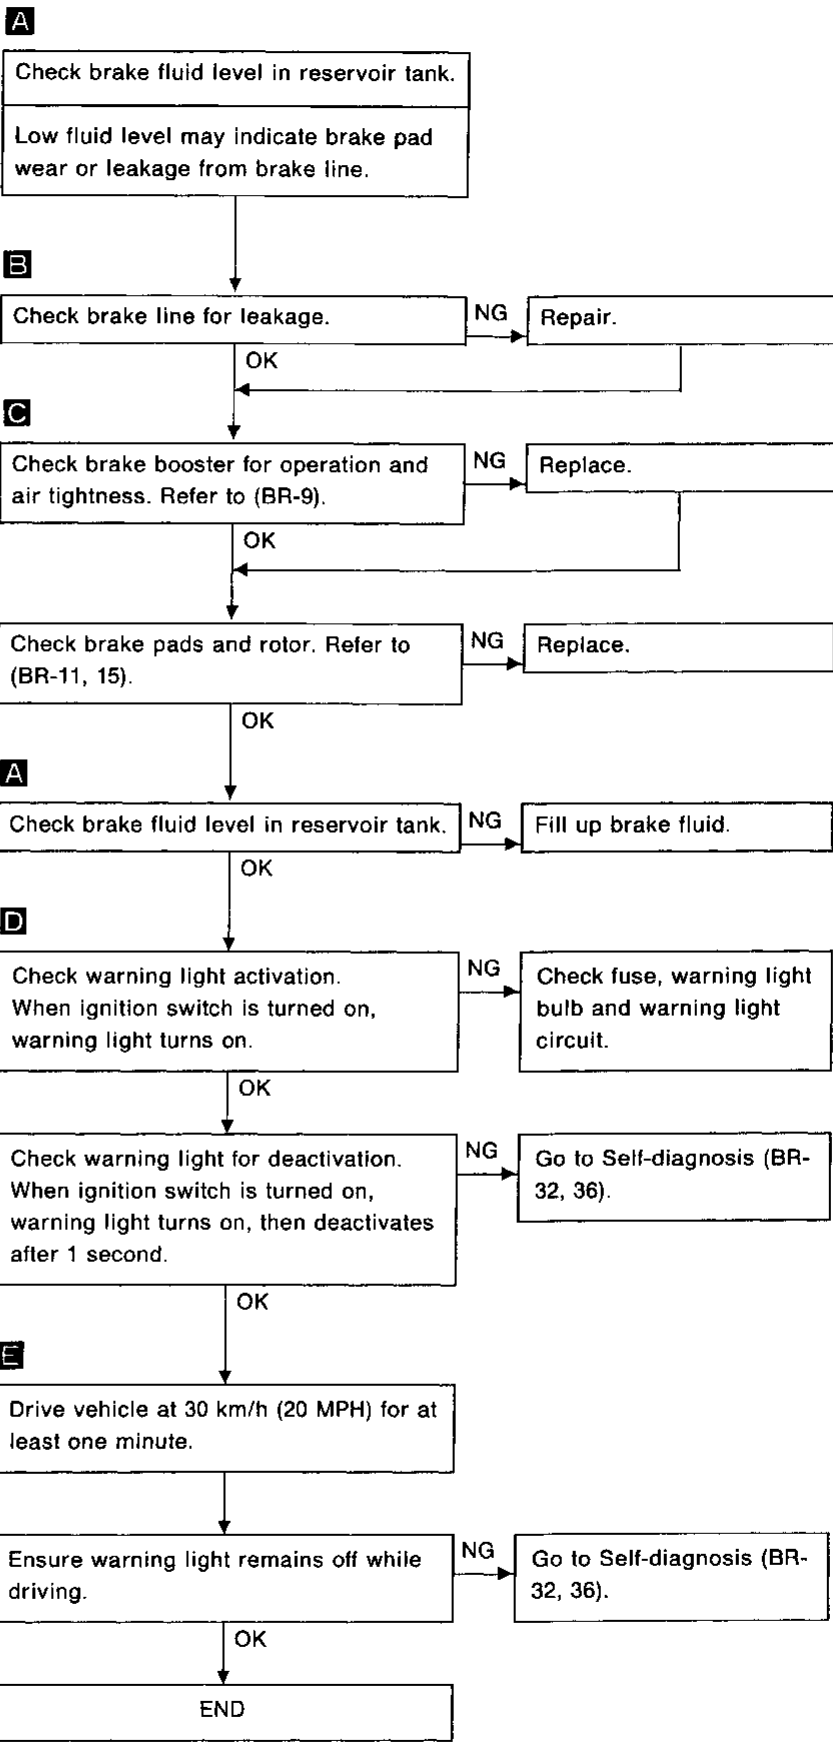 A
Check brake fluid level in reservoir tank.
Low fluid level may indicate brake pad
wear or leakage from brake line.
B
Check brake line for leakage.
NG
Repair.
OK
C
Check brake booster for operation and
air tightness. Refer to (BR-9).
NG
Replace.
OK
Check brake pads and rotor. Refer to
(BR-11, 15).
NG
Replace.
OK
A
Check brake fluid level in reservoir tank.
NG
Fill up brake fluid.
OK
D
Check warning light activation.
When ignition switch is turned on,
warning light turns on.
NG
Check fuse, warning light
bulb and warning light
circuit.
OK
Check warning light for deactivation.
When ignition switch is turned on,
warning light turns on, then deactivates
after 1 second.
NG
Go to Self-diagnosis (BR-
32, 36).
OK
E
Drive vehicle at 30 km/h (20 MPH) for at
least one minute.
Ensure warning light remains off while
driving.
NG
Go to Self-diagnosis (BR-
32, 36).
OK
END